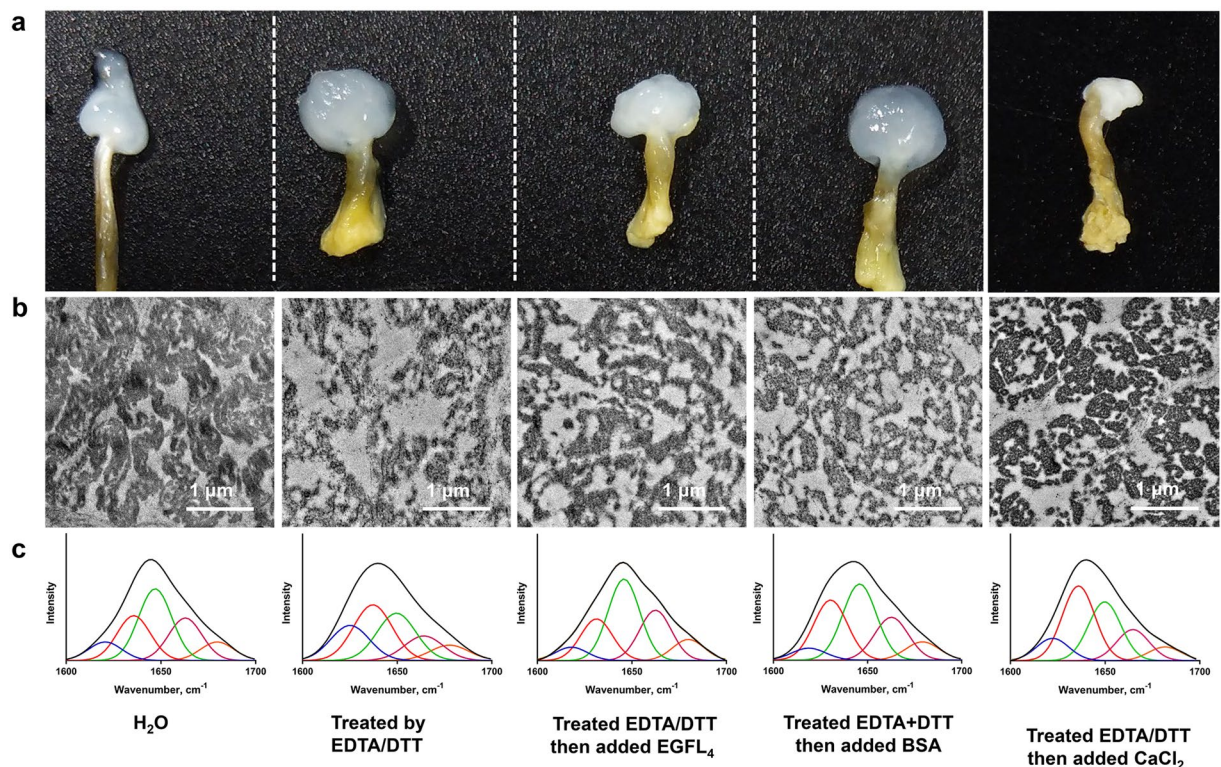 a
b
1 µm
1 µm
1 µm
1 µm
1 µm
c
Intensity
1600
1650
1700
Wavenumber, cm-1
Intensity
1600
1650
1700
Wavenumber, cm-1
Intensity
1600
1650
1700
Wavenumber, cm-1
Intensity
1600
1650
1700
Wavenumber, cm-1
Intensity
1600
1650
1700
Wavenumber, cm-1
H2O
Treated by
EDTA/DTT
Treated EDTA/DTT
then added EGFL4
Treated EDTA+DTT
then added BSA
Treated EDTA/DTT
then added CaCl2